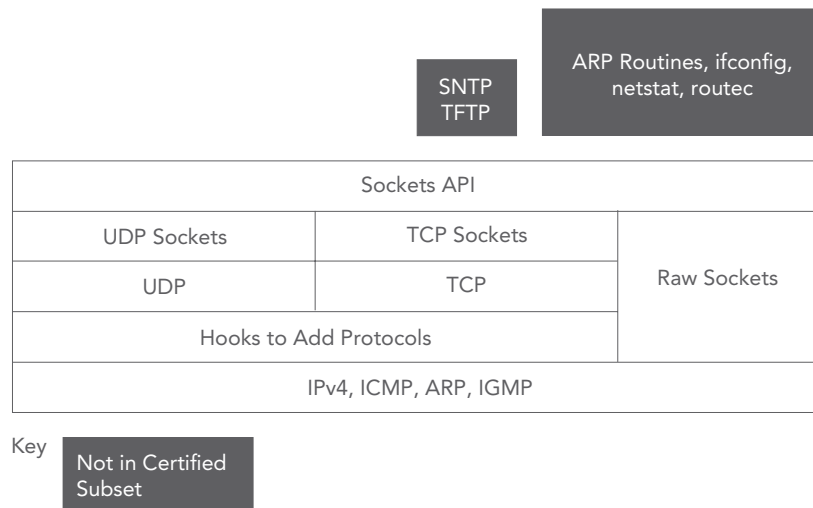 SNTP
TFTP
ARP Routines, ifconfig,
netstat, routec
Sockets API
UDP Sockets
TCP Sockets
UDP
TCP
Raw Sockets
Hooks to Add Protocols
IPv4, ICMP, ARP, IGMP
Key
Not in Certified
Subset